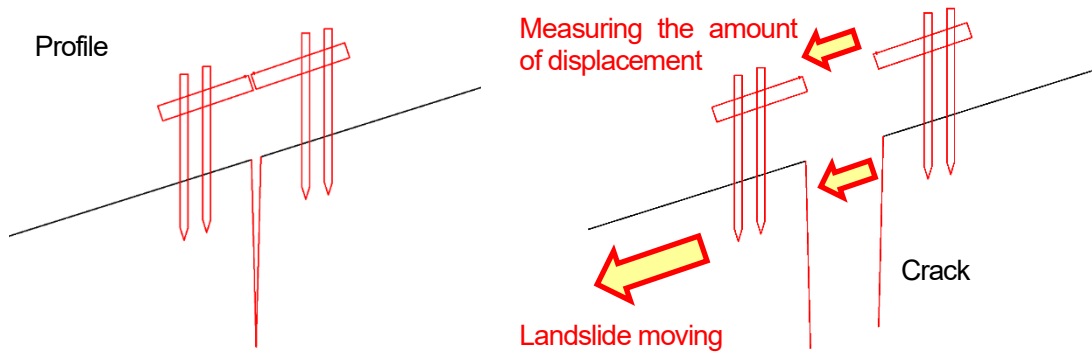 Profile
Measuring the amount
of displacement
Crack
Landslide moving